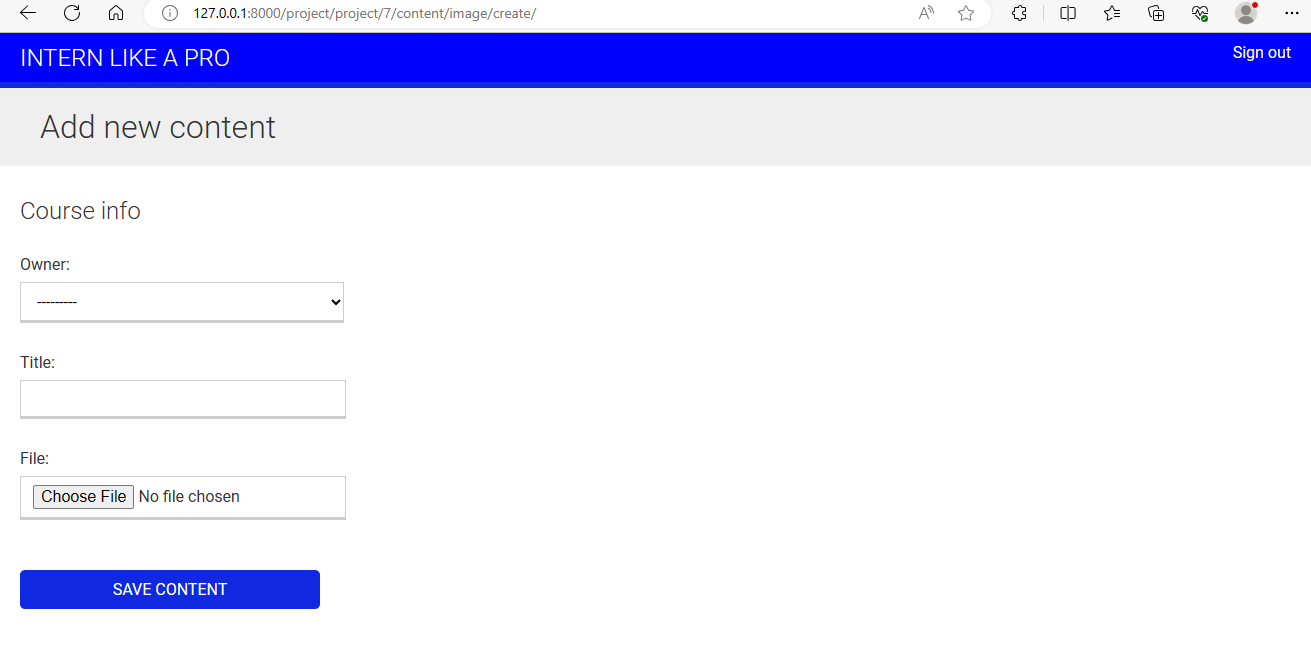 127.0.0.1:8000/project/project/7/content/image/create/
INTERN LIKE A PRO
Sign out
Add new content
Course info
Owner:
---------
Title:
File:
Choose File No file chosen
SAVE CONTENT